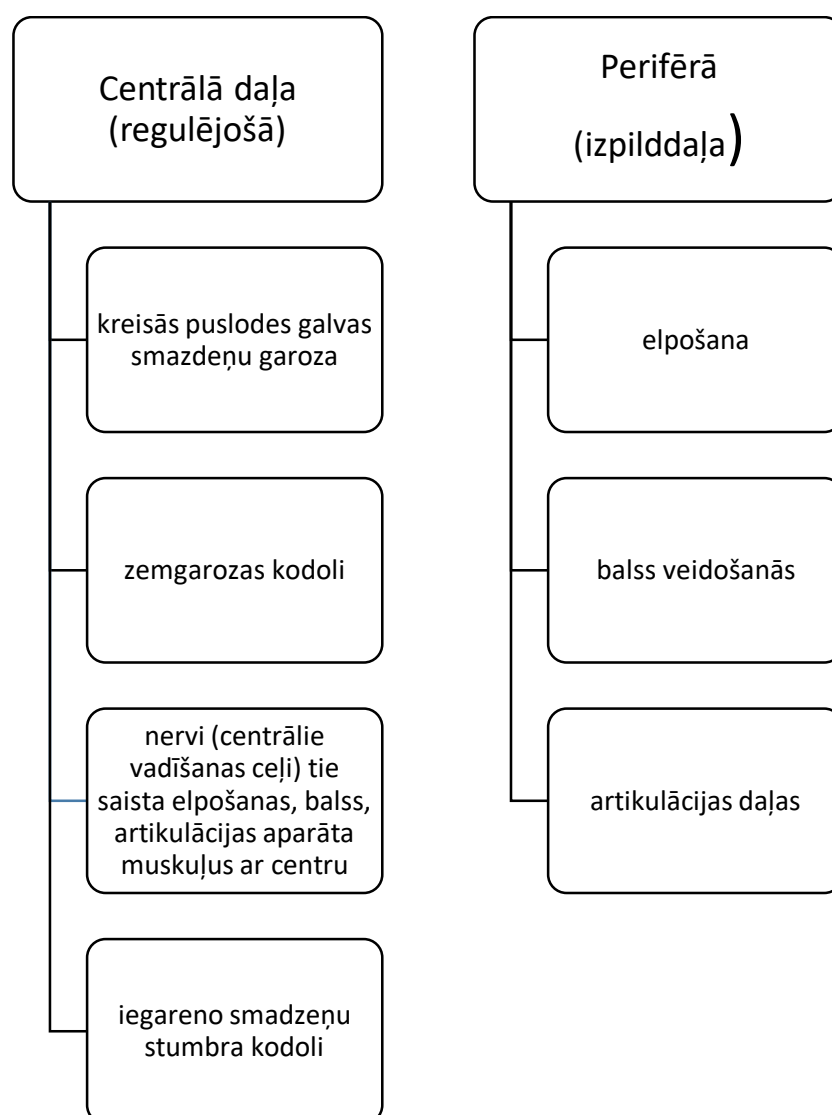 Centrālā daļa
(regulējošā)
kreisās puslodes galvas
smazdeņu garoza
zemgarozas kodoli
nervi (centrālie
vadīšanas ceļi) tie
saista elpošanas, balss,
artikulācijas aparāta
muskuļus ar centru
iegareno smadzeņu
stumbra kodoli
Perifērā
(izpilddaļa)
elpošana
balss veidošanās
artikulācijas daļas